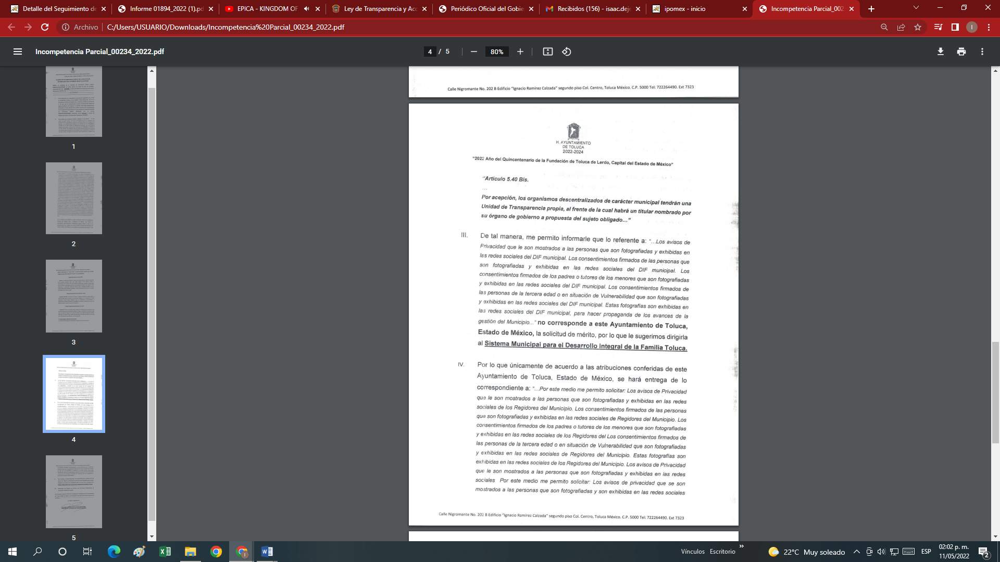 Detalle del Seguimiento de
Informe 01894_2022 (1).pd
EPICA - KINGDOM OF
Ley de Transparencia y Acc
Periódico Oficial del Gobie
Recibidos (156) - isaac.deje
ipomex - inicio
Incompetencia Parcial_002
Archivo
C:/Users/USUARIO/Downloads/Incompetencia%20Parcial_00234_2022.pdf
I
Incompetencia Parcial_00234_2022.pdf
4 / 5
80%
1
2
3
4
5
Calle Nigromante No. 202 B Edificio "Ignacio Ramírez Calzada" segundo piso Col. Centro, Toluca México. C.P. 5000 Tel: 722264490. Ext 7323
H. AYUNTAMIENTO
DE TOLUCA
2022-2024
"2022 Año del Quincentenario de la Fundación de Toluca de Lerdo, Capital del Estado de México"
"Artículo 5.40 Bis.
...
Por acepción, los organismos descentralizados de carácter municipal tendrán una
Unidad de Transparencia propia, al frente de la cual habrá un titular nombrado por
su órgano de gobierno a propuesta del sujeto obligado..."
III. De tal manera, me permito informarle que lo referente a: "...Los avisos de
Privacidad que le son mostrados a las personas que son fotografiadas y exhibidas en
las redes sociales del DIF municipal. Los consentimientos firmados de las personas que
son fotografiadas y exhibidas en las redes sociales del DIF municipal. Los
consentimientos firmados de los padres o tutores de los menores que son fotografiadas
y exhibidas en las redes sociales del DIF municipal. Los consentimientos firmados de
las personas de la tercera edad o en situación de Vulnerabilidad que son fotografiadas
y exhibidas en las redes sociales del DIF municipal. Estas fotografías son exhibidas en
las redes sociales del DIF municipal, para hacer propaganda de los avances de la
gestión del Municipio..." no corresponde a este Ayuntamiento de Toluca,
Estado de México, la solicitud de mérito, por lo que le sugerimos dirigirla
al Sistema Municipal para el Desarrollo Integral de la Familia Toluca.
IV. Por lo que únicamente de acuerdo a las atribuciones conferidas de este
Ayuntamiento de Toluca, Estado de México, se hará entrega de lo
correspondiente a: "...Por este medio me permito solicitar: Los avisos de Privacidad
que le son mostrados a las personas que son fotografiadas y exhibidas en las redes
sociales de los Regidores del Municipio. Los consentimientos firmados de las personas
que son fotografiadas y exhibidas en las redes sociales de Regidores del Municipio. Los
consentimientos firmados de los padres o tutores de los menores que son fotografiadas
y exhibidas en las redes sociales de los Regidores del Los consentimientos firmados de
las personas de la tercera edad o en situación de Vulnerabilidad que son fotografiadas
y exhibidas en las redes sociales de Regidores del Municipio. Estas fotografías son
exhibidas en las redes sociales de los Regidores del Municipio. Los avisos de Privacidad
que le son mostrados a las personas que son fotografiadas y exhibidas en las redes
sociales Por este medio me permito solicitar: Los avisos de privacidad que se son
mostrados a las personas que son fotografiadas y son exhibidas en las redes sociales
Calle Nigromante No. 202 B Edificio "Ignacio Ramírez Calzada" segundo piso Col. Centro, Toluca México. C.P. 5000 Tel: 722264490. Ext 7323
Vínculos
Escritorio
»
22°C Muy soleado
ESP
02:02 p. m.
11/05/2022
2